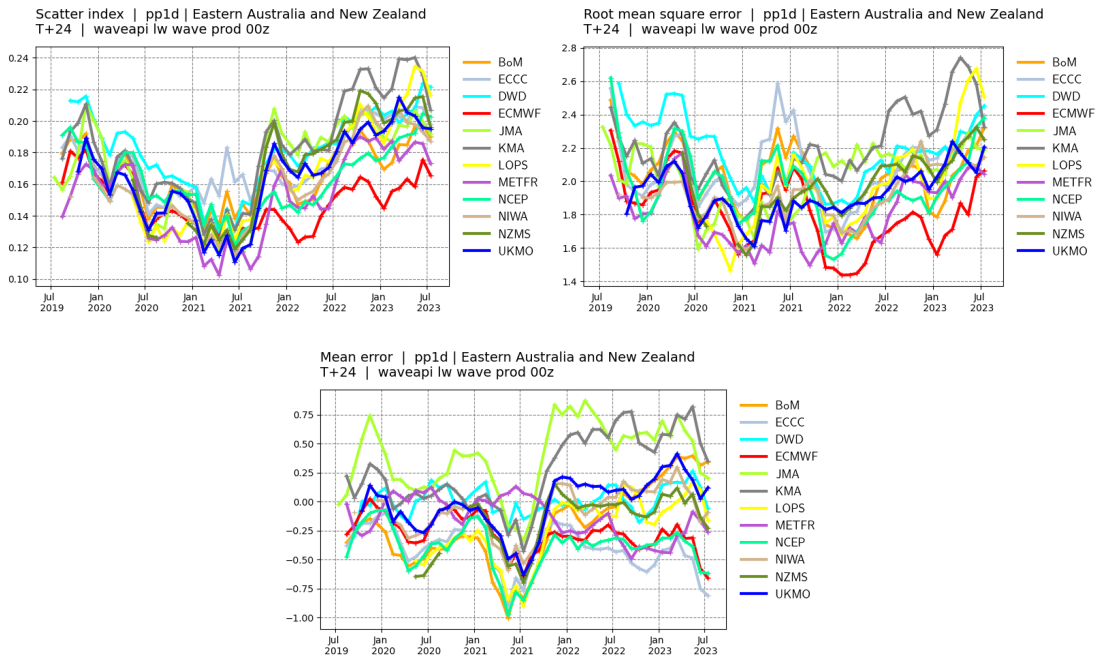 Scatter index | pp1d | Eastern Australia and New Zealand
T+24 | waveapi lw wave prod 00z
0.24
0.22
0.20
0.18
0.16
0.14
0.12
0.10
Jul 2019
Jan 2020
Jul 2020
Jan 2021
Jul 2021
Jan 2022
Jul 2022
Jan 2023
Jul 2023
BoM
ECCC
DWD
ECMWF
JMA
KMA
LOPS
METFR
NCEP
NIWA
NZMS
UKMO
Root mean square error | pp1d | Eastern Australia and New Zealand
T+24 | waveapi lw wave prod 00z
2.8
2.6
2.4
2.2
2.0
1.8
1.6
1.4
Jul 2019
Jan 2020
Jul 2020
Jan 2021
Jul 2021
Jan 2022
Jul 2022
Jan 2023
Jul 2023
BoM
ECCC
DWD
ECMWF
JMA
KMA
LOPS
METFR
NCEP
NIWA
NZMS
UKMO
Mean error | pp1d | Eastern Australia and New Zealand
T+24 | waveapi lw wave prod 00z
0.75
0.50
0.25
0.00
−0.25
−0.50
−0.75
−1.00
Jul 2019
Jan 2020
Jul 2020
Jan 2021
Jul 2021
Jan 2022
Jul 2022
Jan 2023
Jul 2023
BoM
ECCC
DWD
ECMWF
JMA
KMA
LOPS
METFR
NCEP
NIWA
NZMS
UKMO